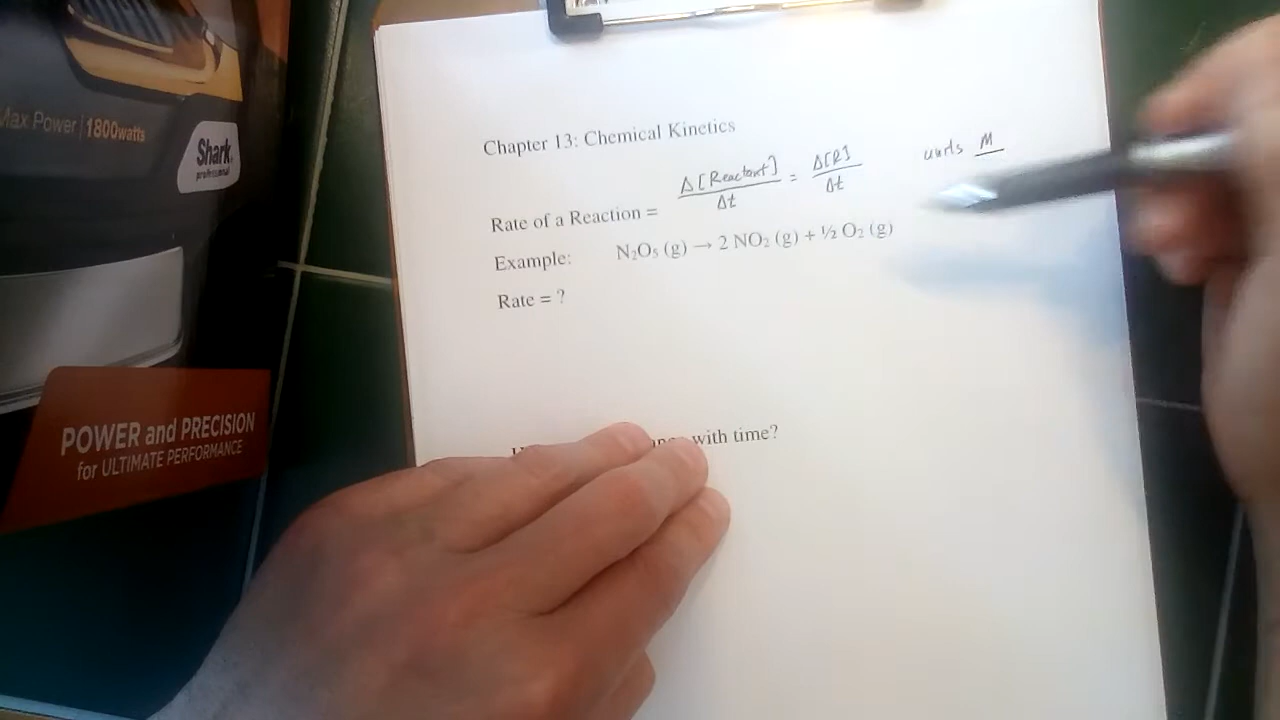 Max Power | 1800watts
Shark
professional
POWER and PRECISION
for ULTIMATE PERFORMANCE
Chapter 13: Chemical Kinetics
Rate of a Reaction = Δ[Reactant]/Δt = Δ[R]/Δt units M
Example: N₂O₅ (g) → 2 NO₂ (g) + ½ O₂ (g)
Rate = ?
with time?